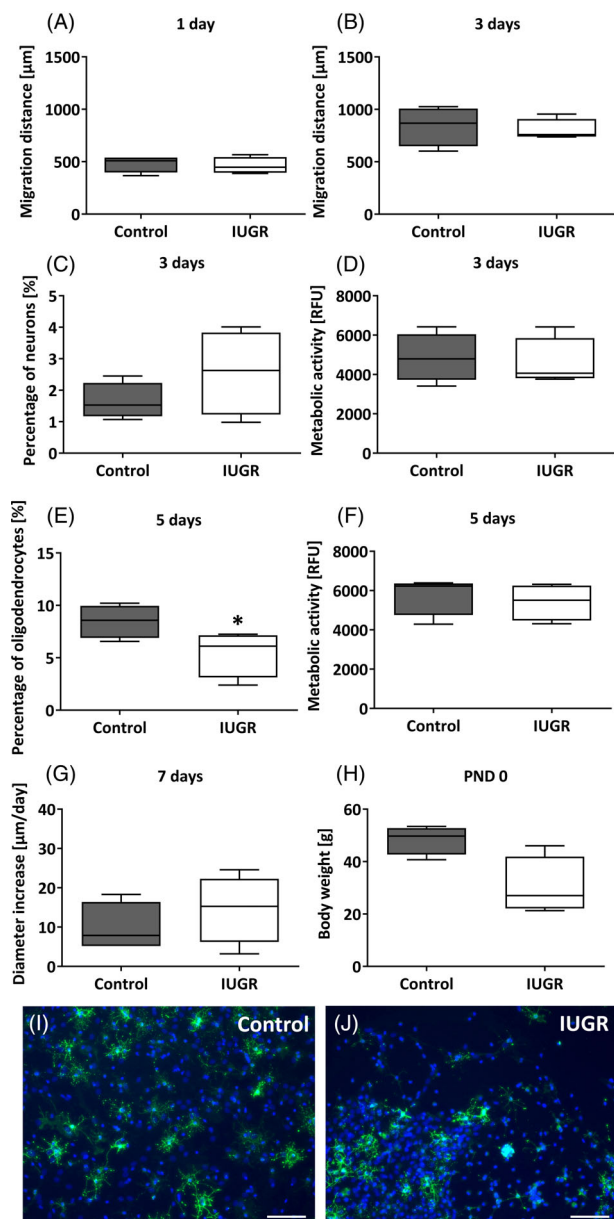 (A) 1 day
Migration distance [µm]
1500
1000
500
0
Control IUGR
(B) 3 days
Migration distance [µm]
1500
1000
500
0
Control IUGR
(C) 3 days
Percentage of neurons [%]
5
4
3
2
1
0
Control IUGR
(D) 3 days
Metabolic activity [RFU]
8000
6000
4000
2000
0
Control IUGR
(E) 5 days
Percentage of oligodendrocytes [%]
15
10
5
0
*
Control IUGR
(F) 5 days
Metabolic activity [RFU]
8000
6000
4000
2000
0
Control IUGR
(G) 7 days
Diameter increase [µm/day]
40
30
20
10
0
Control IUGR
(H) PND 0
Body weight [g]
60
40
20
0
Control IUGR
(I) Control
(J) IUGR